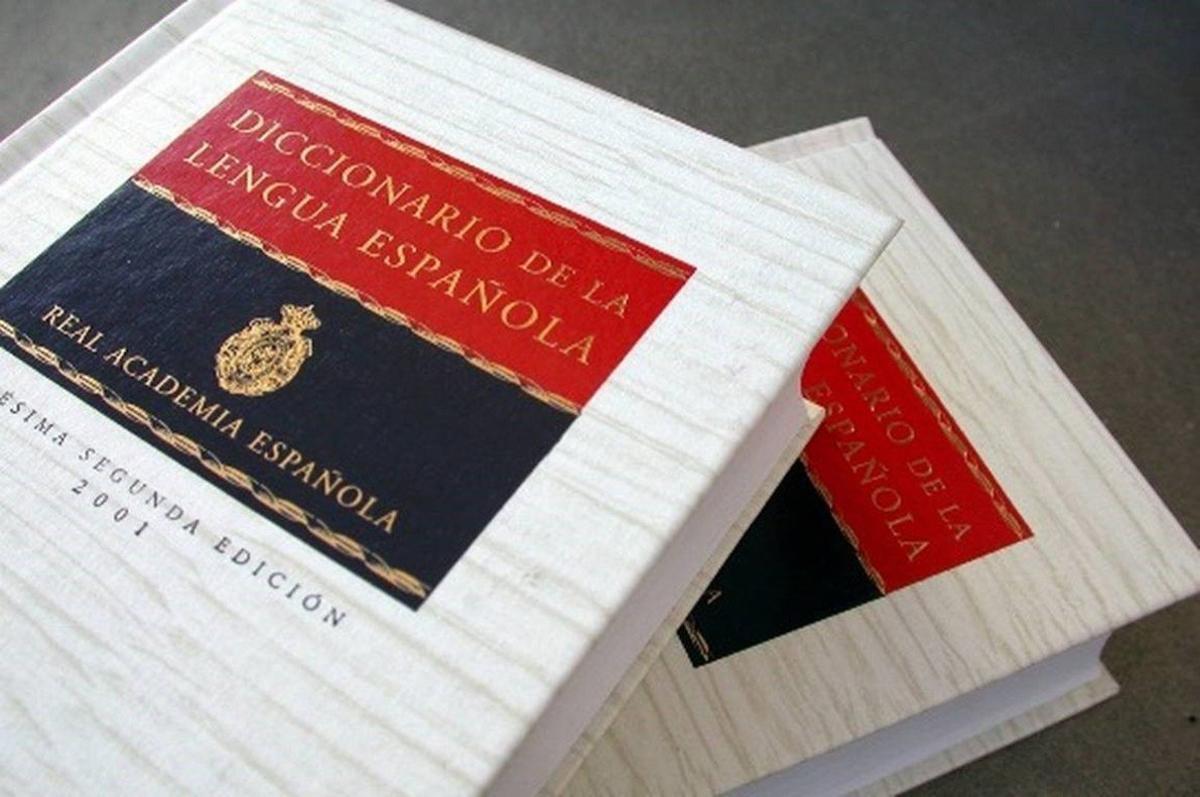 DICCIONARIO DE LA
LENGUA ESPAÑOLA
REAL ACADEMIA ESPAÑOLA
SEGUNDA EDICIÓN
2001
DE LA
ESPAÑOLA